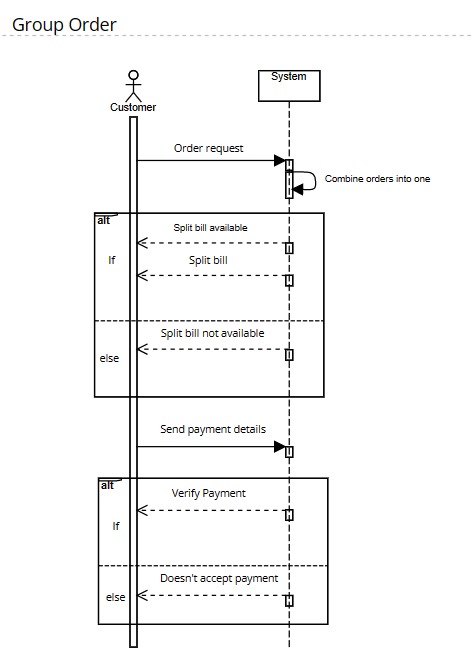 Group Order
System
Customer
Order request
Combine orders into one
alt
Split bill available
If
Split bill
Split bill not available
else
Send payment details
alt
Verify Payment
If
Doesn't accept payment
else